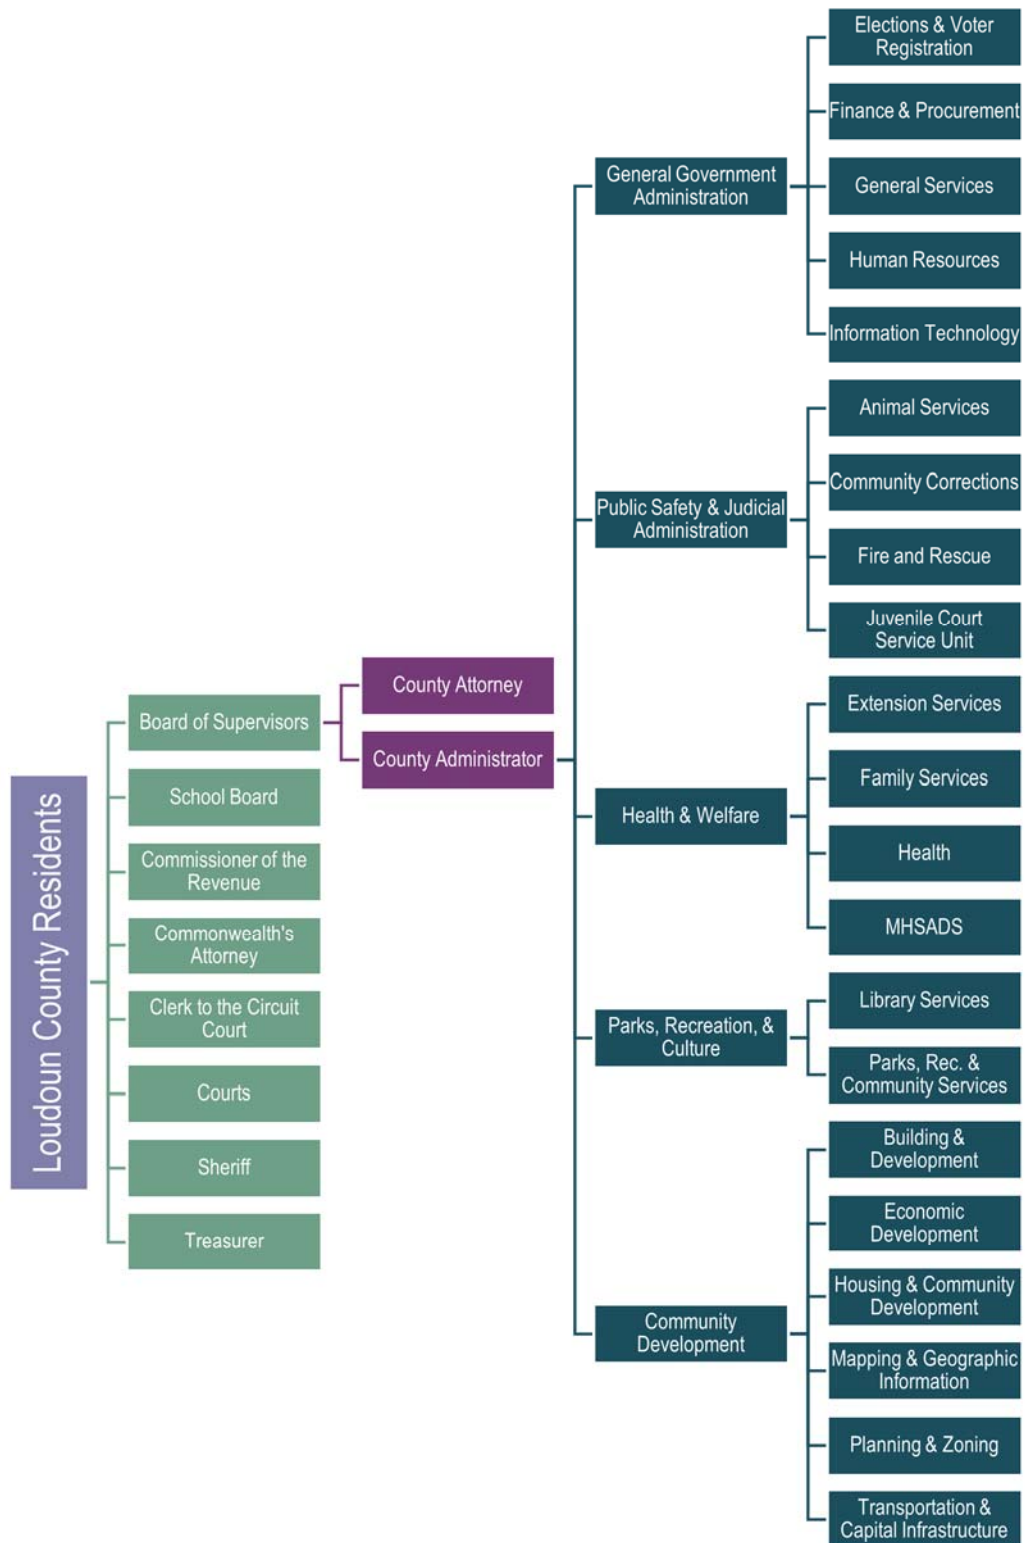 Loudoun County Residents
Board of Supervisors
School Board
Commissioner of the
Revenue
Commonwealth's
Attorney
Clerk to the Circuit
Court
Courts
Sheriff
Treasurer
County Attorney
County Administrator
General Government
Administration
Elections & Voter
Registration
Finance & Procurement
General Services
Human Resources
Information Technology
Public Safety & Judicial
Administration
Animal Services
Community Corrections
Fire and Rescue
Juvenile Court
Service Unit
Health & Welfare
Extension Services
Family Services
Health
MHSADS
Parks, Recreation, &
Culture
Library Services
Parks, Rec. &
Community Services
Community
Development
Building &
Development
Economic
Development
Housing & Community
Development
Mapping & Geographic
Information
Planning & Zoning
Transportation &
Capital Infrastructure